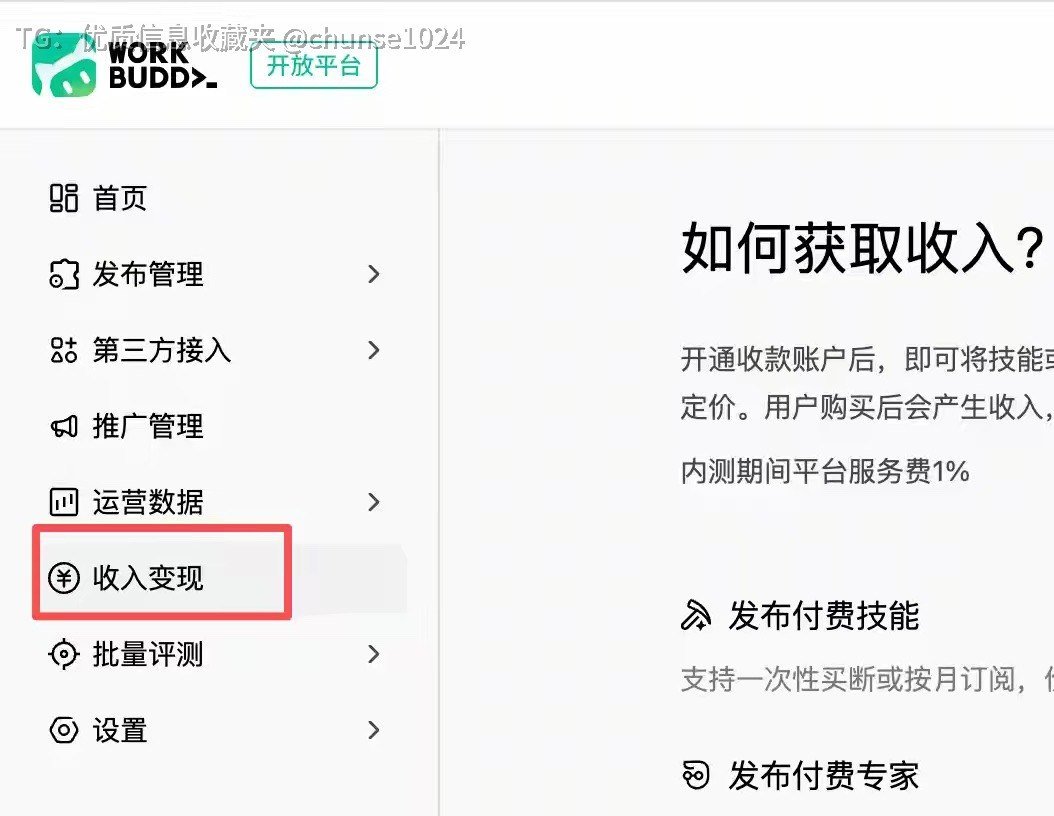 TG: 优质信息收藏夹 @chunse1024
WORK
BUDD>_
开放平台
首页
发布管理
第三方接入
推广管理
运营数据
收入变现
批量评测
设置
如何获取收入?
开通收款账户后，即可将技能或
定价。用户购买后会产生收入，
内测期间平台服务费1%
发布付费技能
支持一次性买断或按月订阅，
发布付费专家